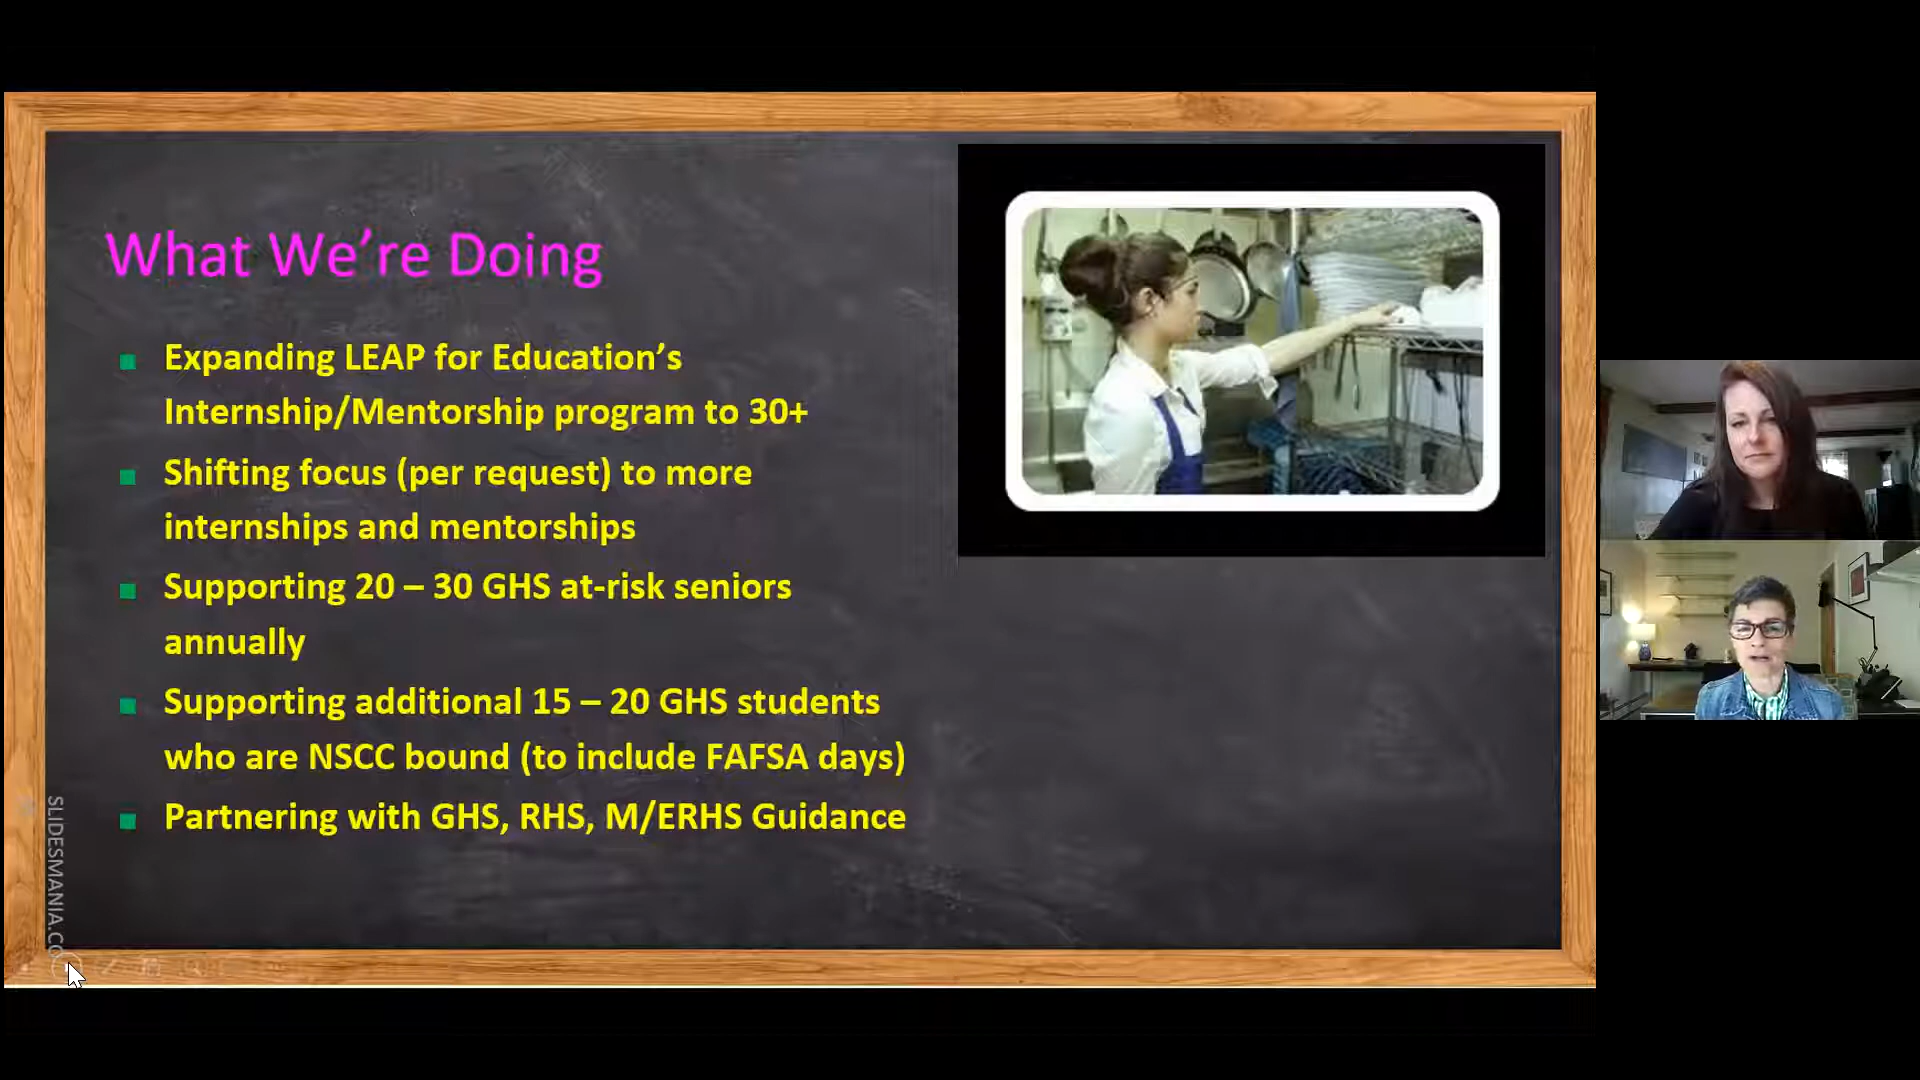 What We’re Doing
Expanding LEAP for Education’s
Internship/Mentorship program to 30+
Shifting focus (per request) to more
internships and mentorships
Supporting 20 – 30 GHS at-risk seniors
annually
Supporting additional 15 – 20 GHS students
who are NSCC bound (to include FAFSA days)
Partnering with GHS, RHS, M/ERHS Guidance
SLIDESMANIA.CO